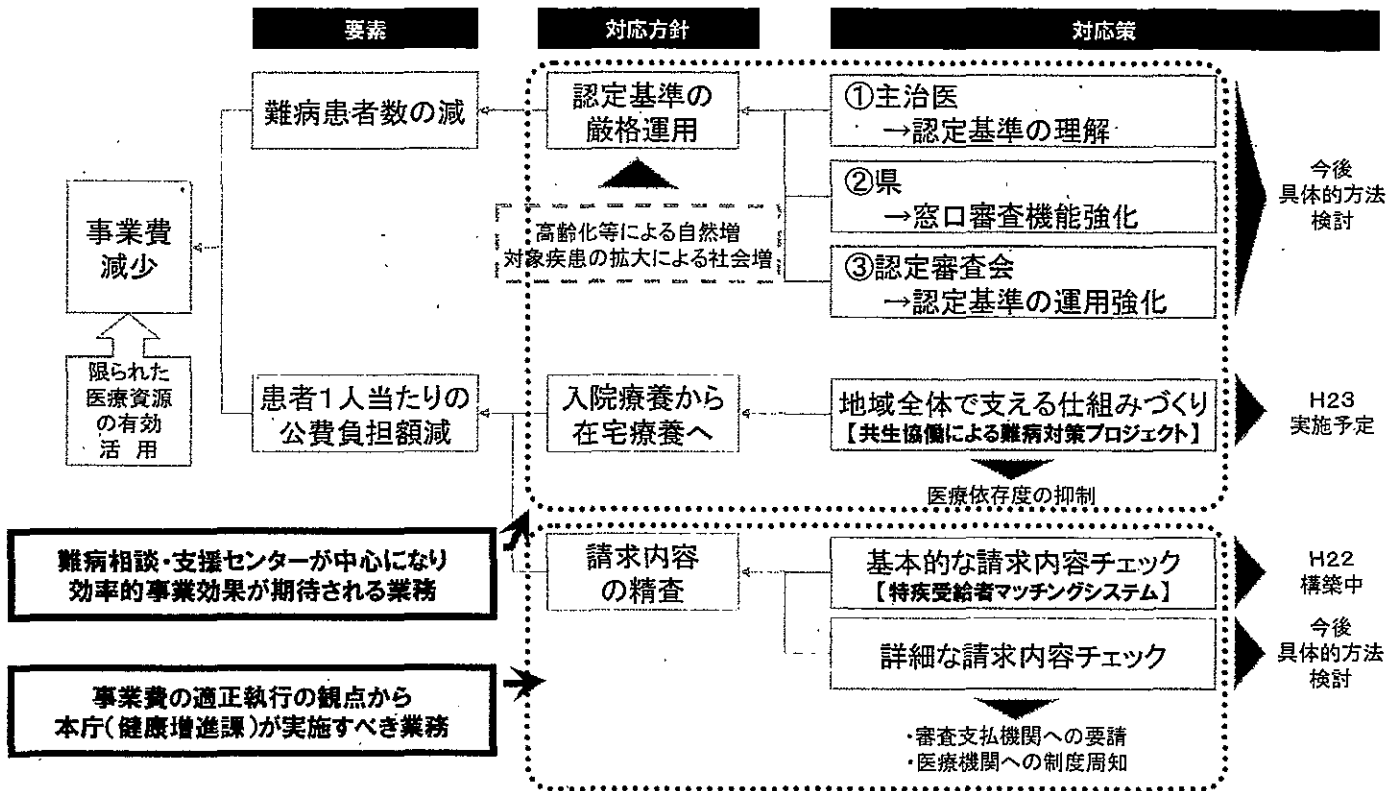 要素
対応方針
対応策
難病患者数の減
認定基準の
厳格運用
①主治医
→認定基準の理解
②県
→窓口審査機能強化
③認定審査会
→認定基準の運用強化
今後
具体的方法
検討
高齢化等による自然増
対象疾患の拡大による社会増
事業費
減少
限られた
医療資源
の有効
活 用
患者1人当たりの
公費負担額減
入院療養から
在宅療養へ
地域全体で支える仕組みづくり
【共生協働による難病対策プロジェクト】
H23
実施予定
医療依存度の抑制
難病相談・支援センターが中心になり
効率的事業効果が期待される業務
請求内容
の精査
基本的な請求内容チェック
【特疾受給者マッチングシステム】
H22
構築中
詳細な請求内容チェック
今後
具体的方法
検討
事業費の適正執行の観点から
本庁(健康増進課)が実施すべき業務
・審査支払機関への要請
・医療機関への制度周知